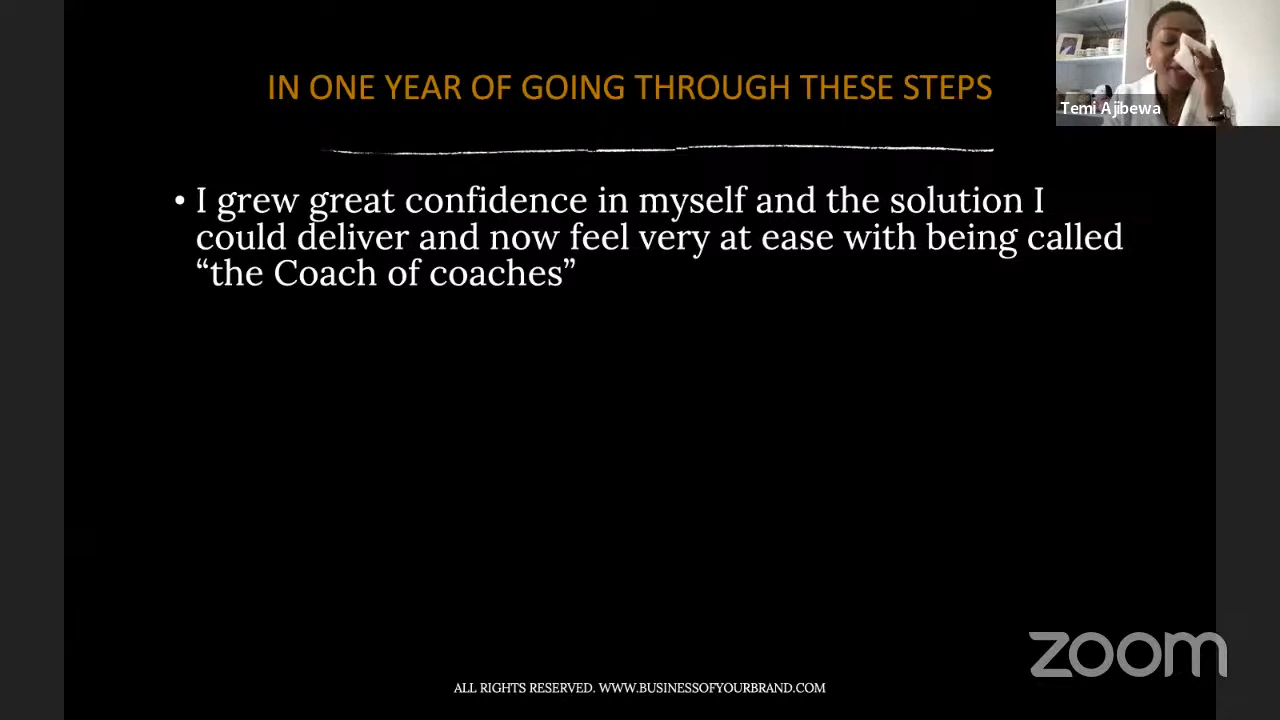 IN ONE YEAR OF GOING THROUGH THESE STEPS
Temi Ajibewa
• I grew great confidence in myself and the solution I
could deliver and now feel very at ease with being called
“the Coach of coaches”
zoom
ALL RIGHTS RESERVED. WWW.BUSINESSOFYOURBRAND.COM